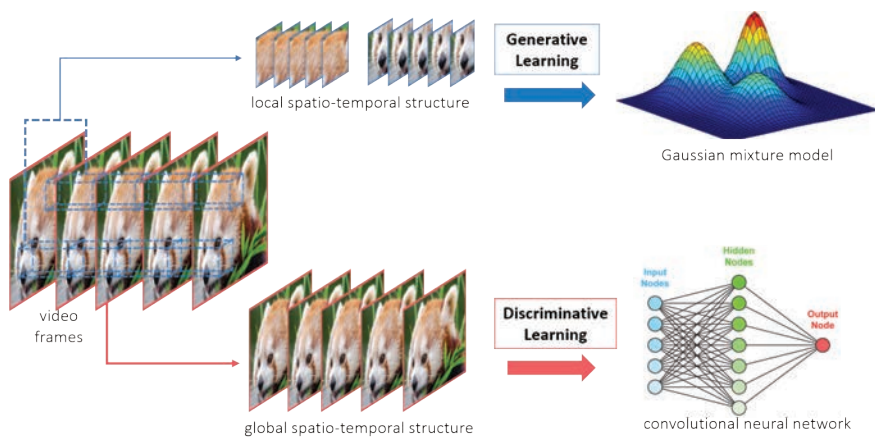 Generative
Learning
local spatio-temporal structure
Gaussian mixture model
video
frames
Hidden
Nodes
Input
Nodes
Discriminative
Learning
Output
Node
convolutional neural network
global spatio-temporal structure